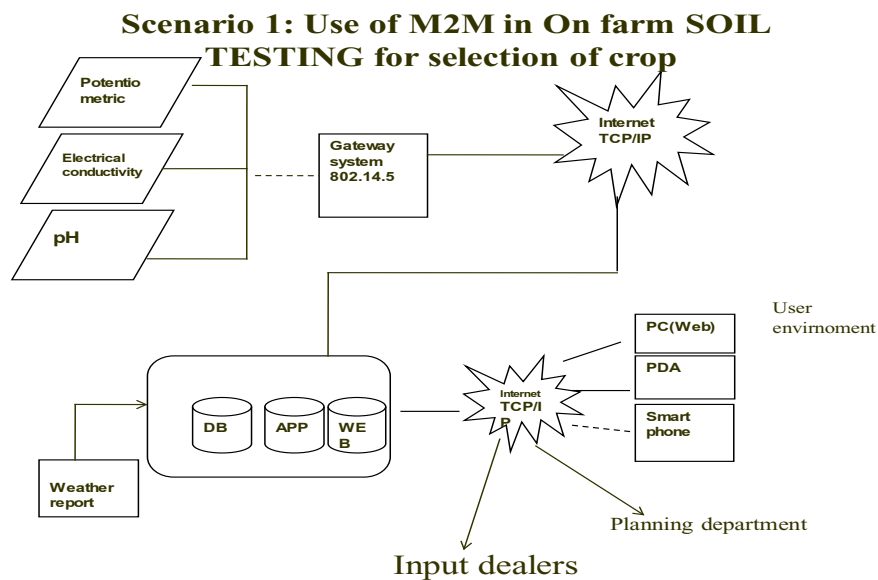 Scenario 1: Use of M2M in On farm SOIL
TESTING for selection of crop
Potentio
metric
Electrical
conductivity
pH
Gateway
system
802.14.5
Internet
TCP/IP
User
envirnoment
PC(Web)
PDA
Smart
phone
Internet
TCP/I
P
DB
APP
WE
B
Weather
report
Planning department
Input dealers